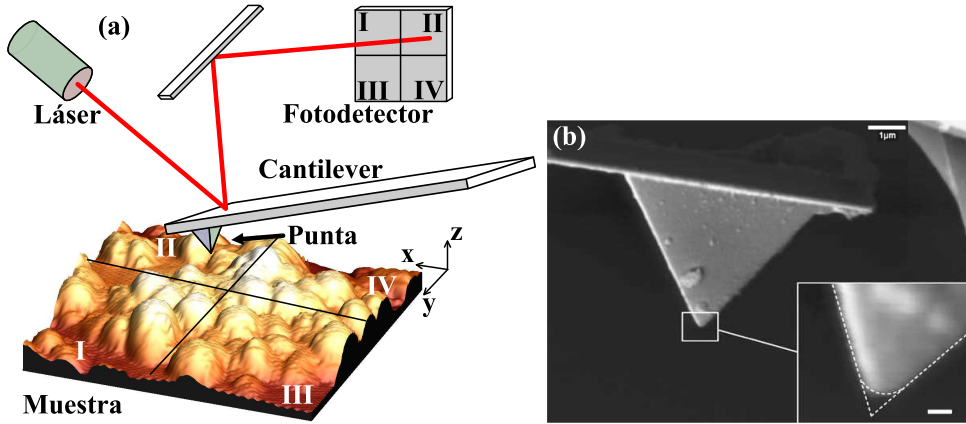 (a)
I
II
III
IV
Láser
Fotodetector
Cantilever
Punta
II
z
x
y
IV
I
III
Muestra
(b)
1µm